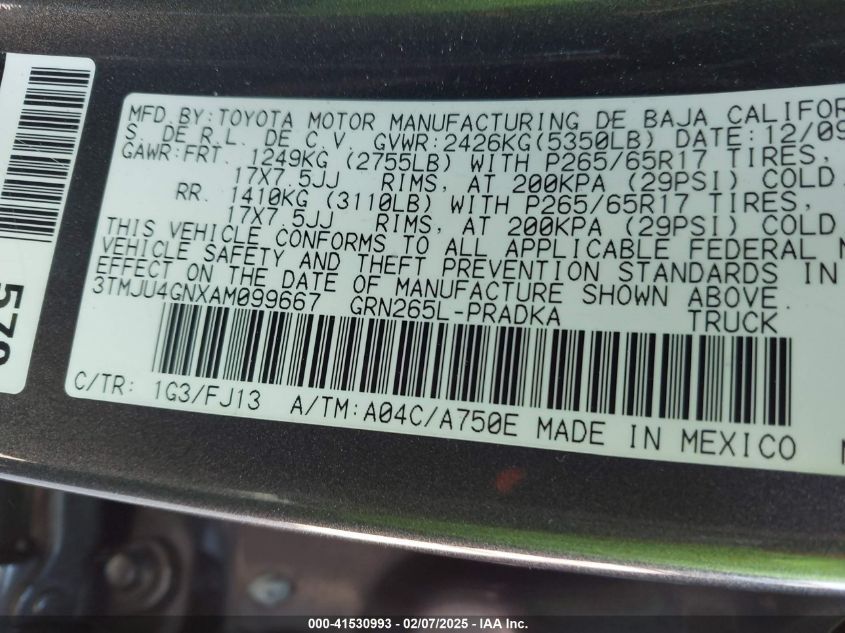 MFD.BY:TOYOTA MOTOR MANUFACTURING DE BAJA CALIFOR
S. DE R.L. DE C.V. GVWR:2426KG(5350LB) DATE:12/09
GAWR:FRT. 1249KG (2755LB) WITH P265/65R17 TIRES,
17X7.5JJ RIMS, AT 200KPA (29PSI) COLD.
RR. 1410KG (3110LB) WITH P265/65R17 TIRES,
17X7.5JJ RIMS, AT 200KPA (29PSI) COLD
THIS VEHICLE CONFORMS TO ALL APPLICABLE FEDERAL M
VEHICLE SAFETY AND THEFT PREVENTION STANDARDS IN
EFFECT ON THE DATE OF MANUFACTURE SHOWN ABOVE.
3TMJU4GNXAM099667 GRN265L-PRADKA TRUCK
C/TR: 1G3/FJ13 A/TM:A04C/A750E MADE IN MEXICO
000-41530993 - 02/07/2025 - IAA Inc.